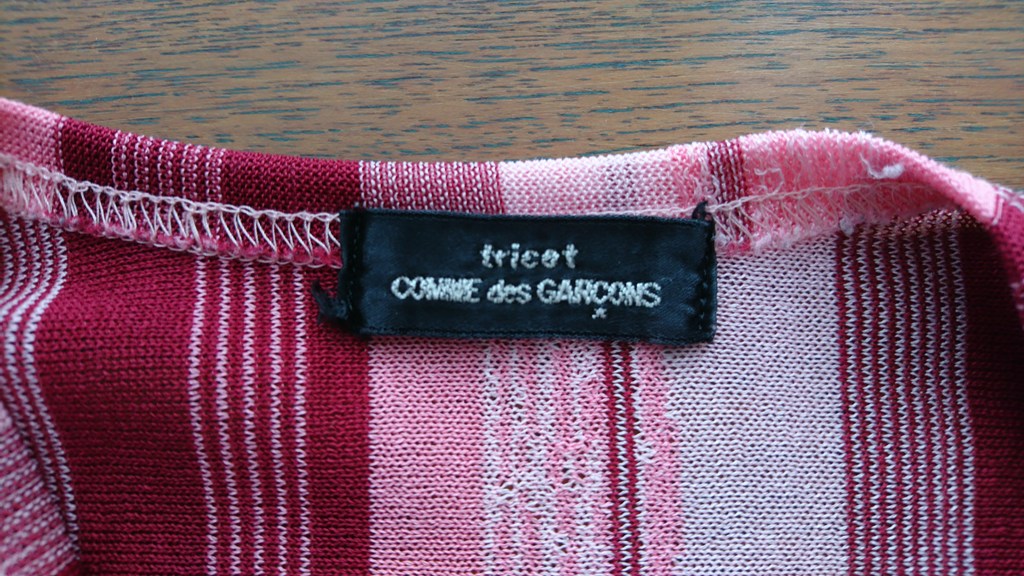 tricot
COMME des GARÇONS